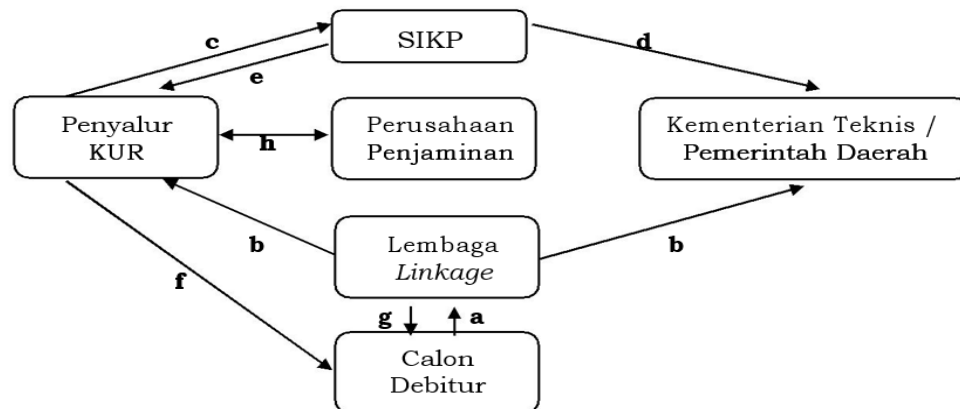 c
SIKP
d
e
Penyalur
KUR
h
Perusahaan
Penjaminan
Kementerian Teknis /
Pemerintah Daerah
b
Lembaga
Linkage
b
f
g
a
Calon
Debitur